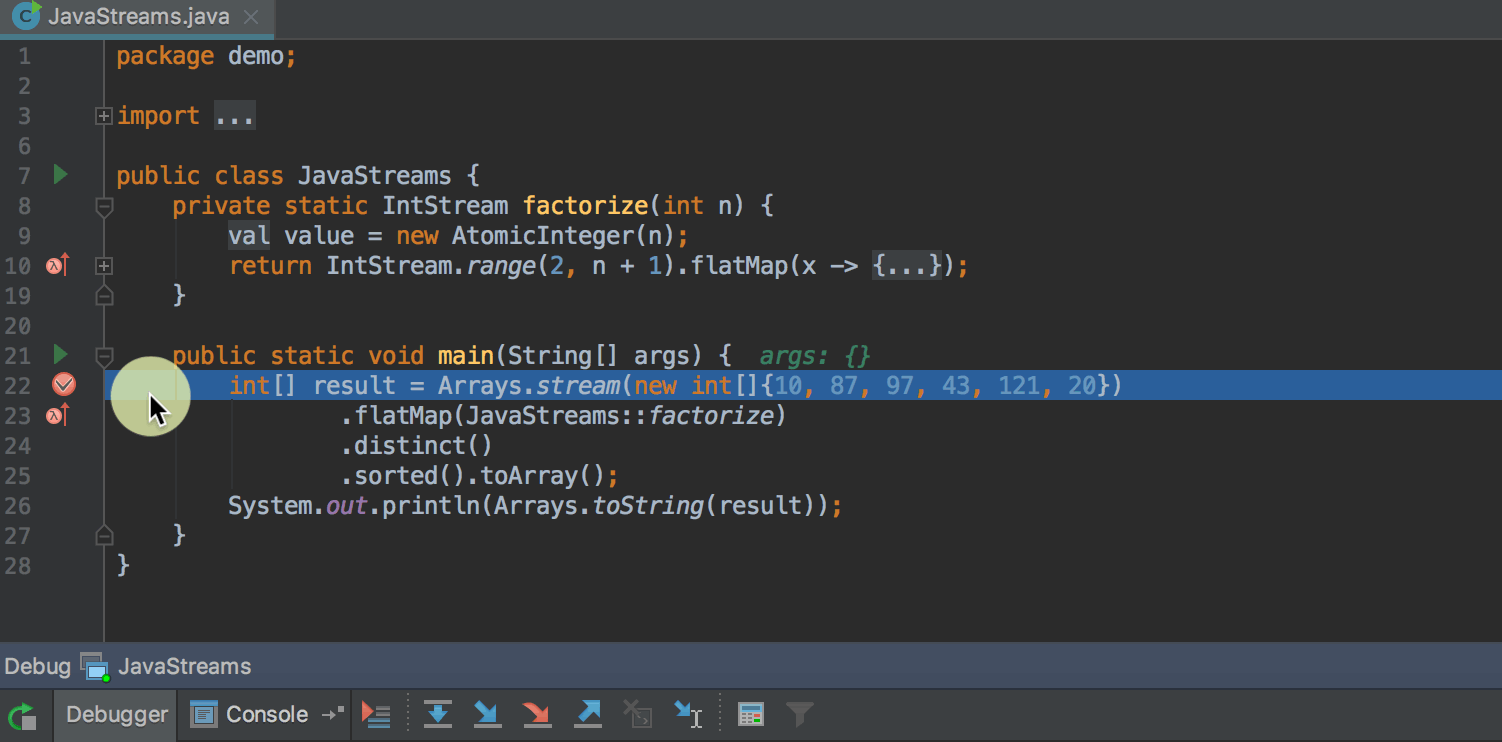 JavaStreams.java
1 package demo;
2
3 import ...
6
7 public class JavaStreams {
8 private static IntStream factorize(int n) {
9 val value = new AtomicInteger(n);
10 return IntStream.range(2, n + 1).flatMap(x -> {...});
19 }
20
21 public static void main(String[] args) { args: {}
22 int[] result = Arrays.stream(new int[]{10, 87, 97, 43, 121, 20})
23 .flatMap(JavaStreams::factorize)
24 .distinct()
25 .sorted().toArray();
26 System.out.println(Arrays.toString(result));
27 }
28 }
Debug JavaStreams
Debugger Console